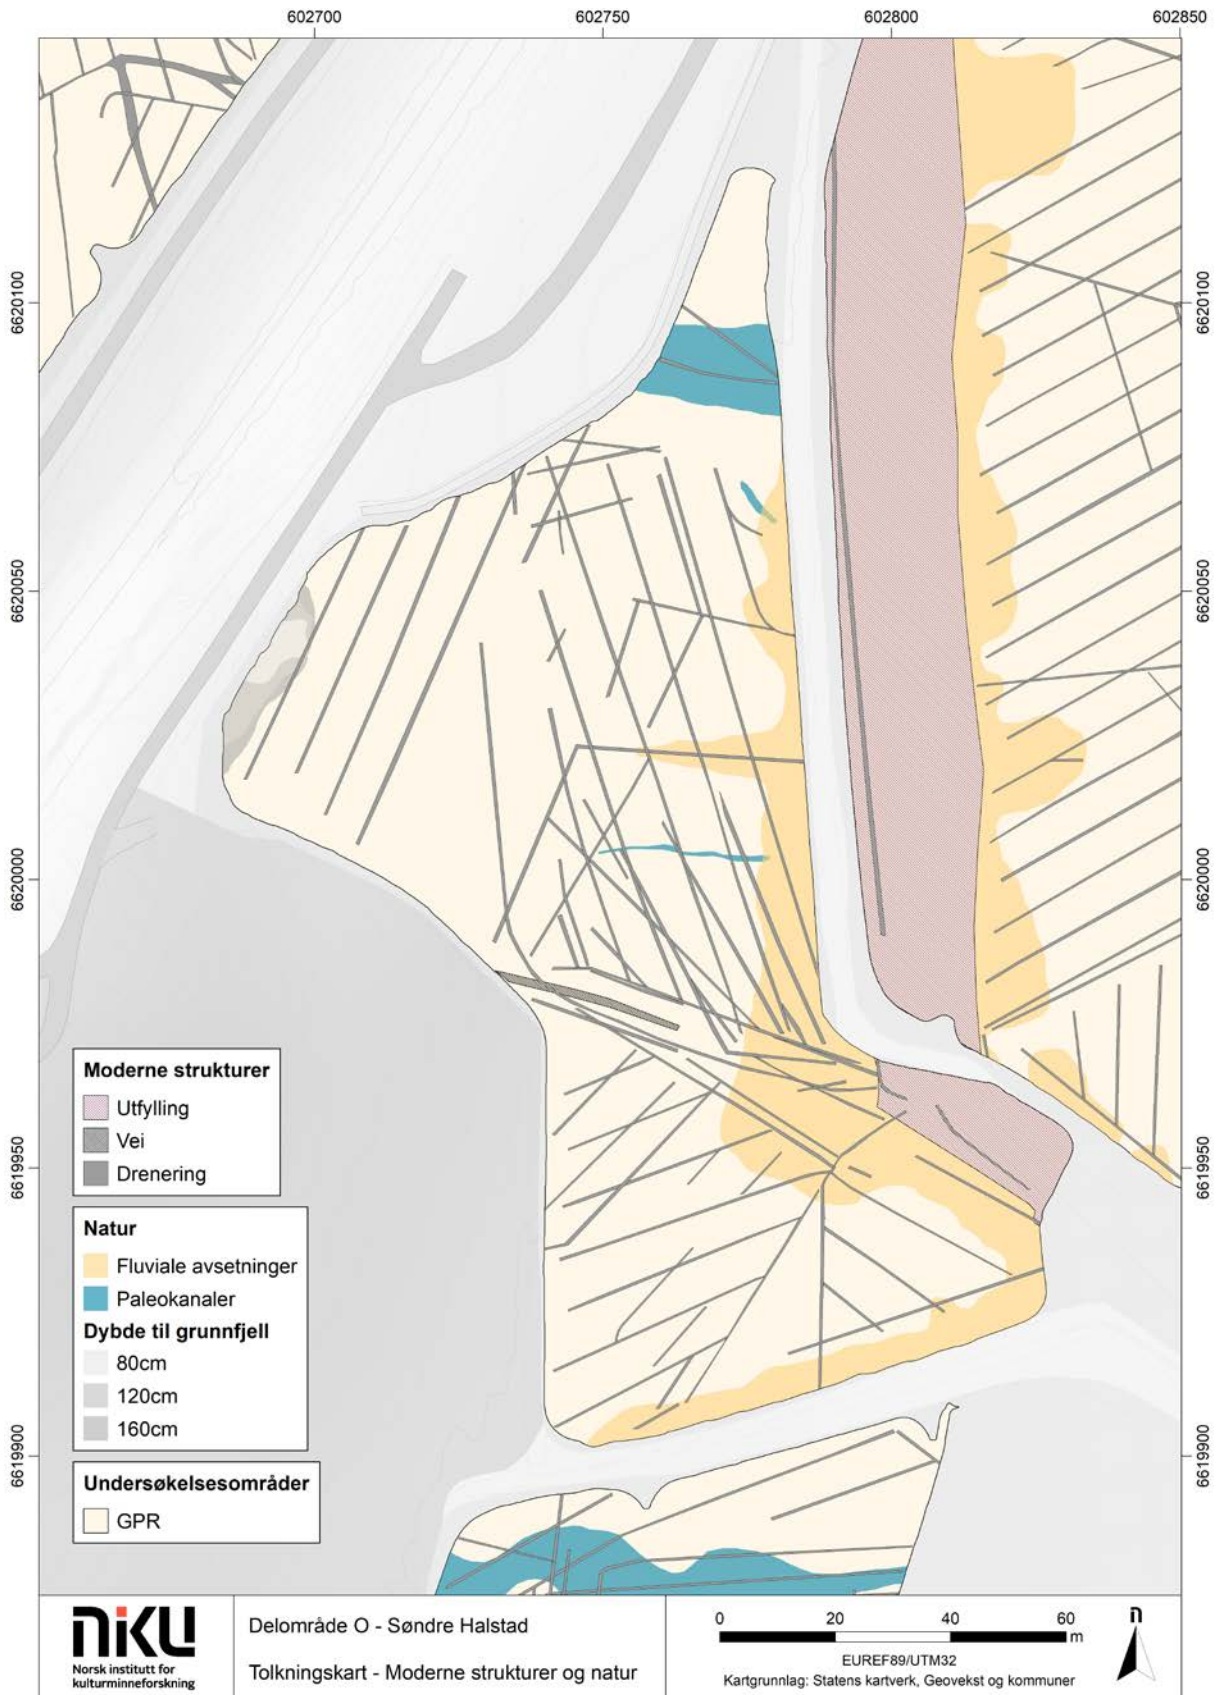 602700 602750 602800 602850
6620100 6620100
6620050 6620050
6620000 6620000
6619950 6619950
6619900 6619900
Moderne strukturer
Utfylling
Vei
Drenering
Natur
Fluviale avsetninger
Paleokanaler
Dybde til grunnfjell
80cm
120cm
160cm
Undersøkelsesområder
GPR
NIKU
Norsk institutt for
kulturminneforskning
Delområde O - Søndre Halstad
Tolkningskart - Moderne strukturer og natur
0 20 40 60
m
EUREF89/UTM32
Kartgrunnlag: Statens kartverk, Geovekst og kommuner
n